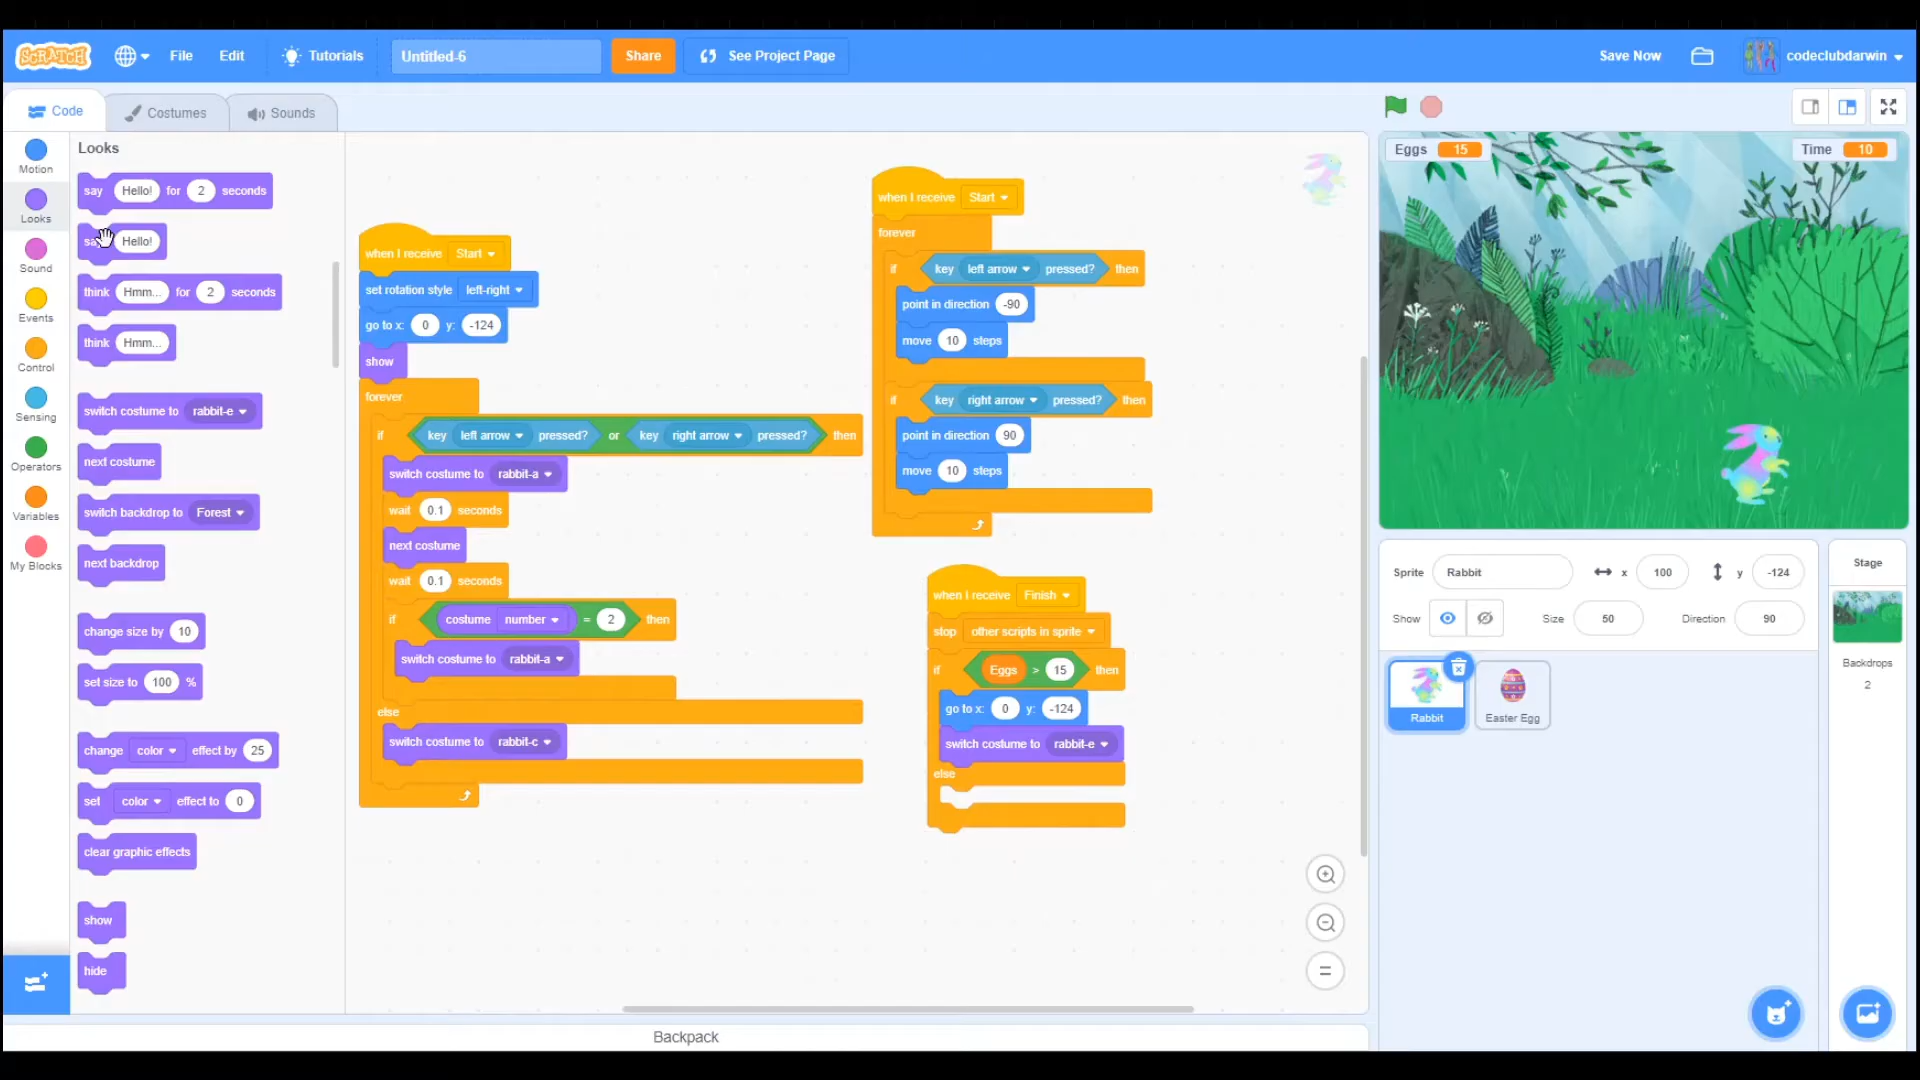 SCRATCH
File
Edit
Tutorials
Untitled-6
Share
See Project Page
Save Now
codeclubdarwin
Code
Costumes
Sounds
Motion
Looks
Sound
Events
Control
Sensing
Operators
Variables
My Blocks
Looks
say Hello! for 2 seconds
say Hello!
think Hmm... for 2 seconds
think Hmm...
switch costume to rabbit-e
next costume
switch backdrop to Forest
next backdrop
change size by 10
set size to 100 %
change color effect by 25
set color effect to 0
clear graphic effects
show
hide
when I receive Start
set rotation style left-right
go to x: 0 y: -124
show
forever
if key left arrow pressed? or key right arrow pressed? then
switch costume to rabbit-a
wait 0.1 seconds
next costume
wait 0.1 seconds
if costume number = 2 then
switch costume to rabbit-a
else
switch costume to rabbit-c
when I receive Start
forever
if key left arrow pressed? then
point in direction -90
move 10 steps
if key right arrow pressed? then
point in direction 90
move 10 steps
when I receive Finish
stop other scripts in sprite
if Eggs > 15 then
go to x: 0 y: -124
switch costume to rabbit-e
else
Backpack
Eggs 15
Time 10
Sprite Rabbit x 100 y -124
Show Size 50 Direction 90
Rabbit
Easter Egg
Stage
Backdrops
2